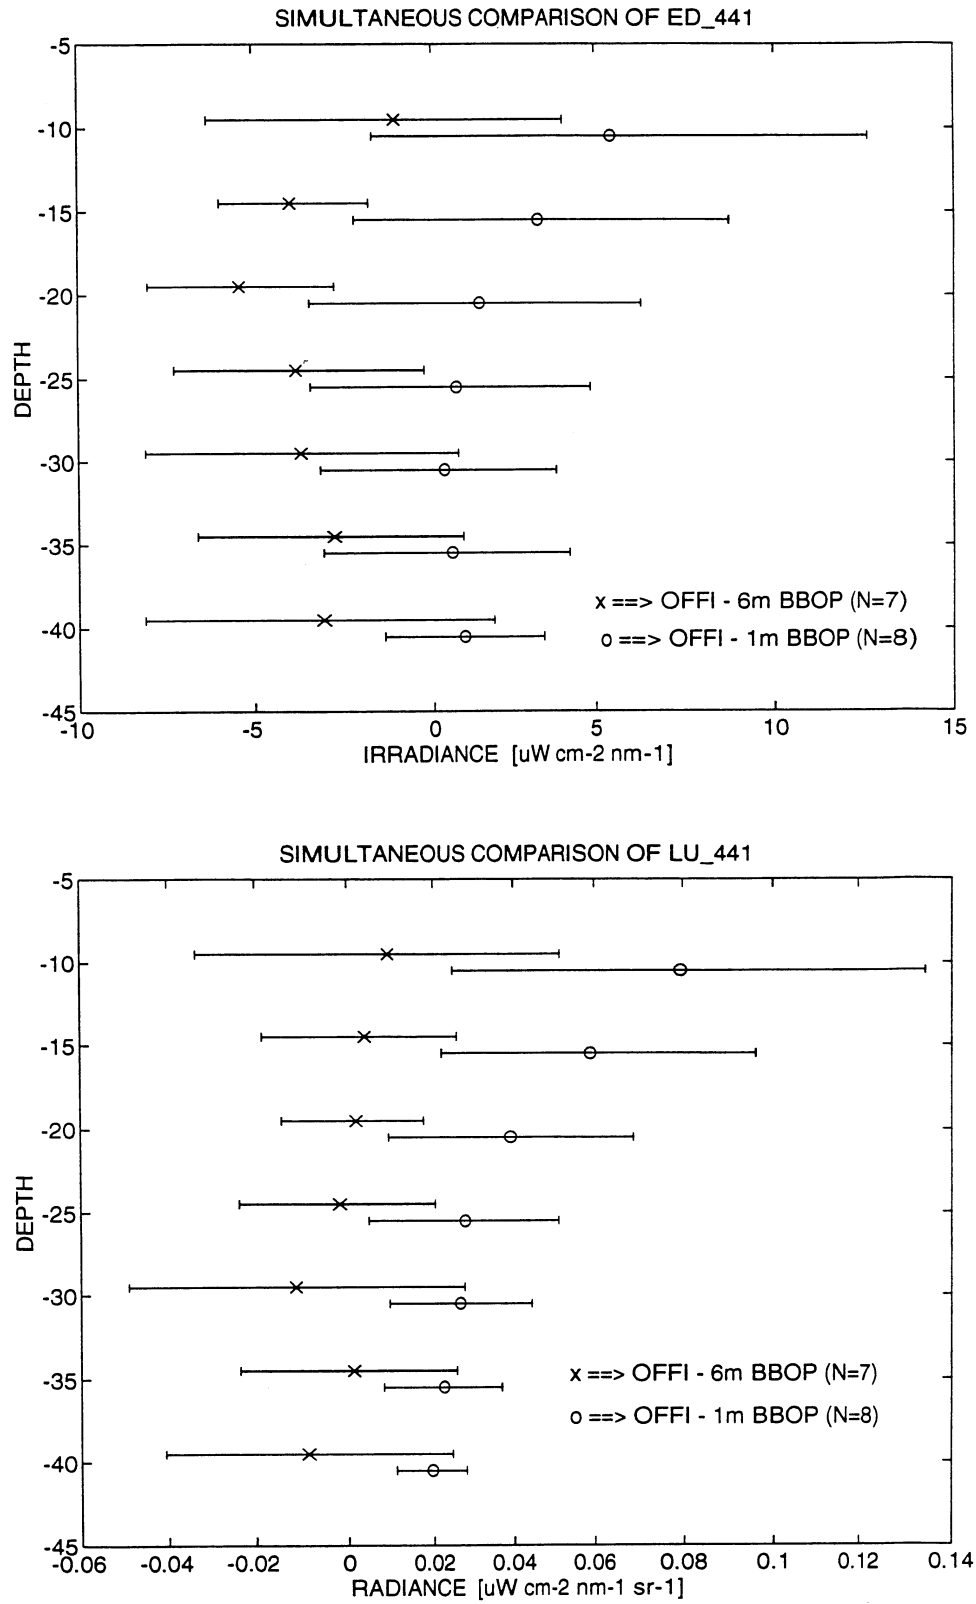 SIMULTANEOUS COMPARISON OF ED_441
-5
-10
-15
-20
-25
-30
-35
-40
-45
DEPTH
x ==> OFFI - 6m BBOP (N=7)
o ==> OFFI - 1m BBOP (N=8)
-10 -5 0 5 10 15
IRRADIANCE [uW cm-2 nm-1]
SIMULTANEOUS COMPARISON OF LU_441
-5
-10
-15
-20
-25
-30
-35
-40
-45
DEPTH
x ==> OFFI - 6m BBOP (N=7)
o ==> OFFI - 1m BBOP (N=8)
-0.06 -0.04 -0.02 0 0.02 0.04 0.06 0.08 0.1 0.12 0.14
RADIANCE [uW cm-2 nm-1 sr-1]